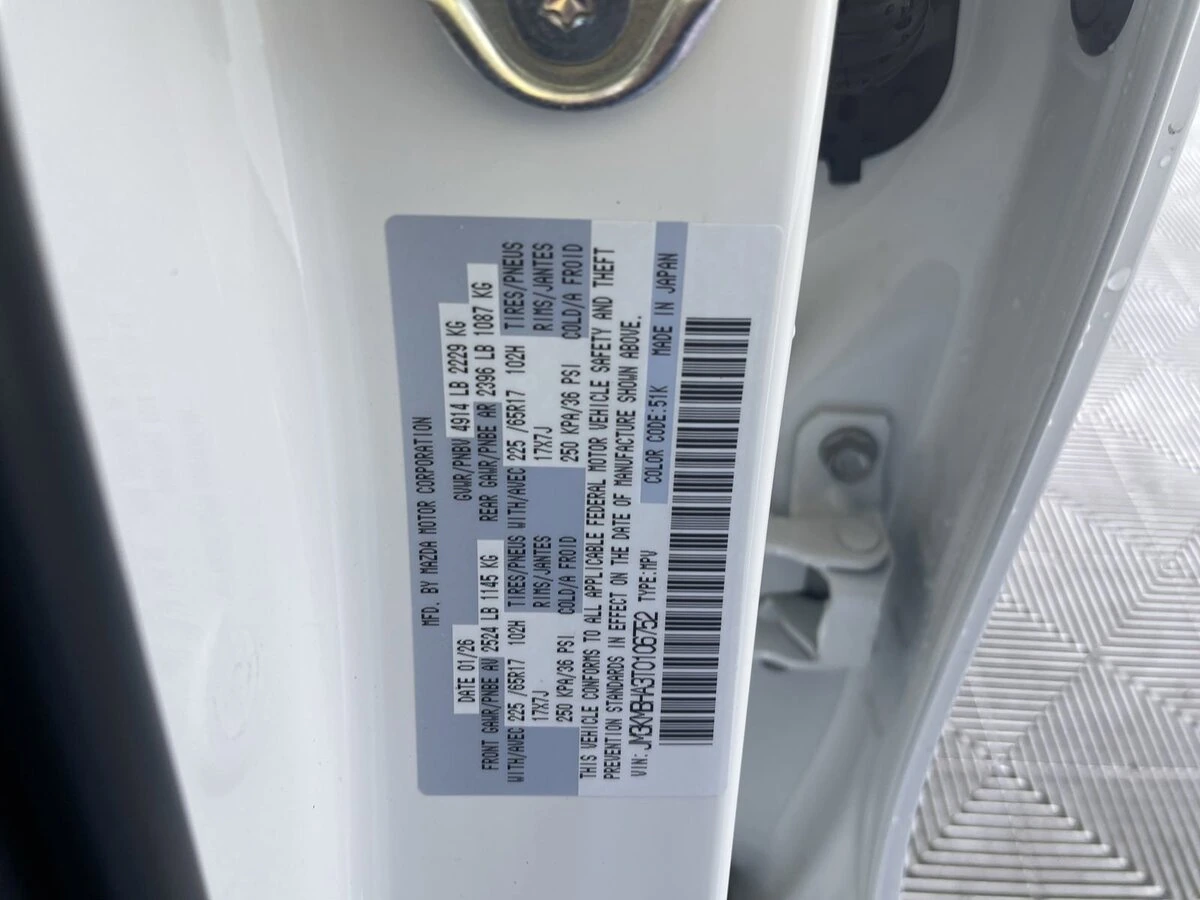 MFD. BY MAZDA MOTOR CORPORATION
DATE 01/26 GVWR/PNBV 4914 LB 2229 KG
FRONT GAWR/PNBE AV 2524 LB 1145 KG REAR GAWR/PNBE AR 2396 LB 1087 KG
WITH/AVEC 225 /65R17 102H TIRES/PNEUS WITH/AVEC 225 /65R17 102H TIRES/PNEUS
17X7J RIMS/JANTES 17X7J RIMS/JANTES
250 KPA/36 PSI COLD/A FROID 250 KPA/36 PSI COLD/A FROID
THIS VEHICLE CONFORMS TO ALL APPLICABLE FEDERAL MOTOR VEHICLE SAFETY AND THEFT
PREVENTION STANDARDS IN EFFECT ON THE DATE OF MANUFACTURE SHOWN ABOVE.
VIN: JM3KMBHA3T0106752 TYPE:MPV COLOR CODE:51K MADE IN JAPAN